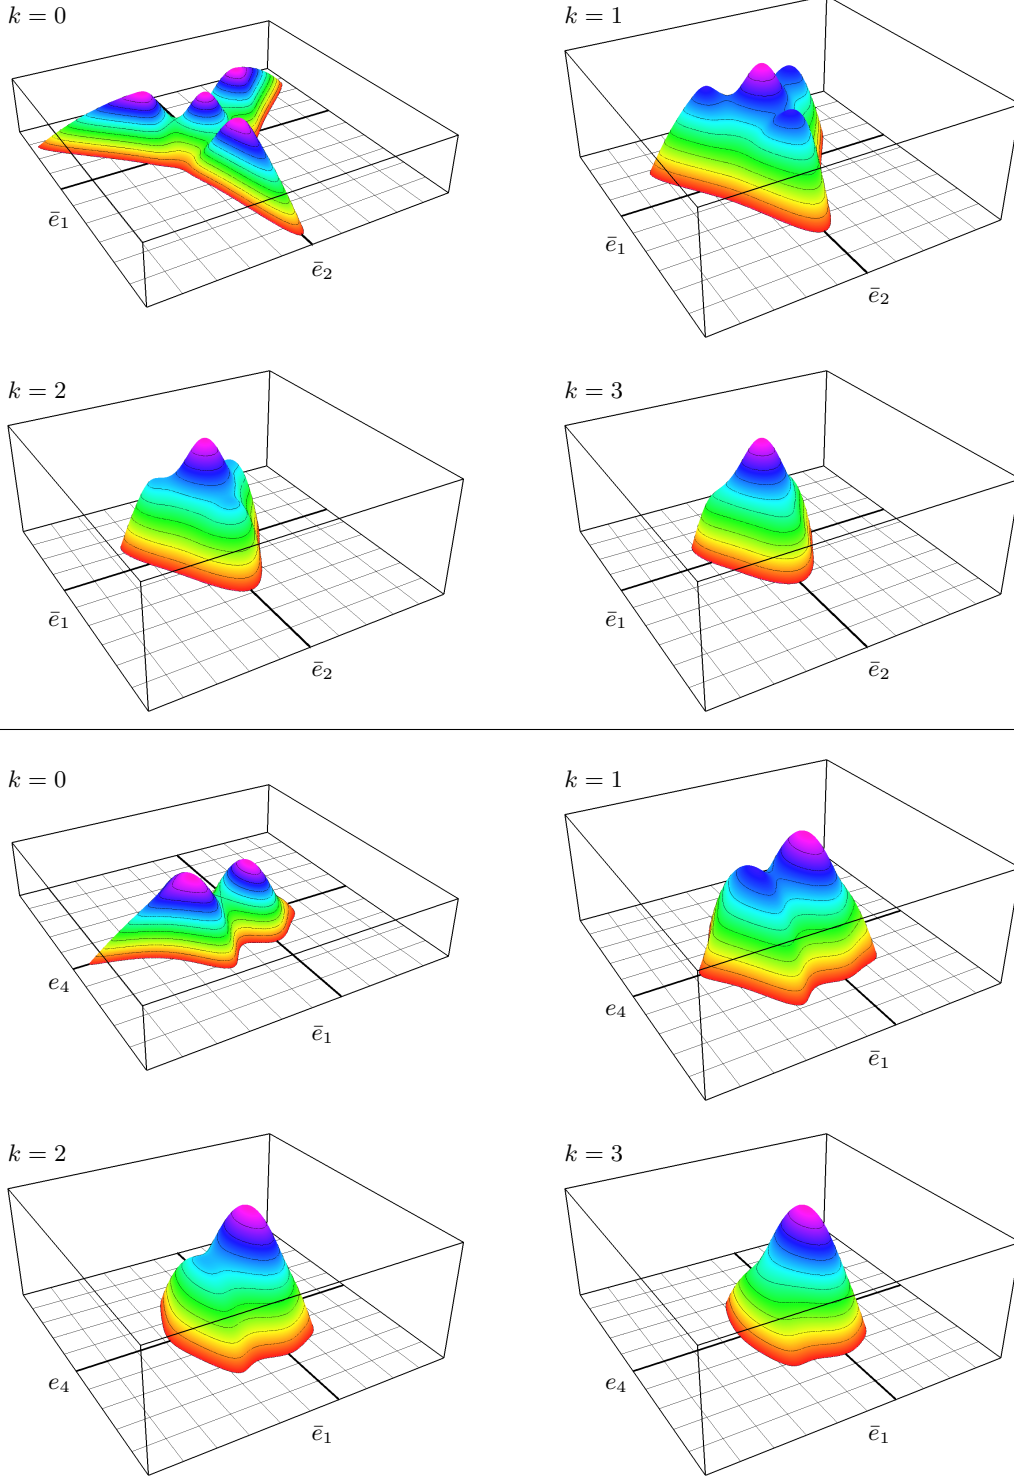 k = 0
k = 1
ē₁
ē₂
ē₁
ē₂
k = 2
k = 3
ē₁
ē₂
ē₁
ē₂
k = 0
k = 1
e₄
ē₁
e₄
ē₁
k = 2
k = 3
e₄
ē₁
e₄
ē₁